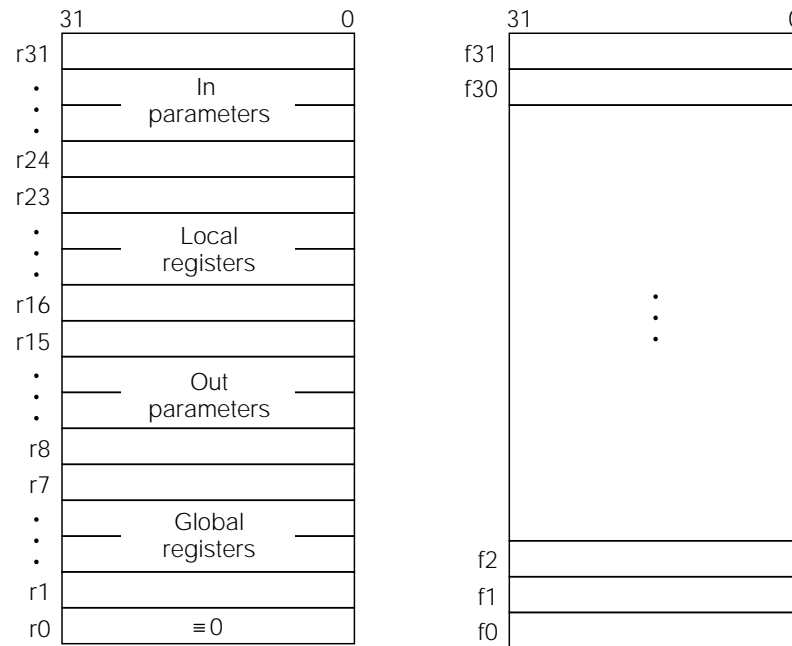 31 0
r31
In
parameters
r24
r23
Local
registers
r16
r15
Out
parameters
r8
r7
Global
registers
r1
r0 ≡ 0
31 0
f31
f30
f2
f1
f0